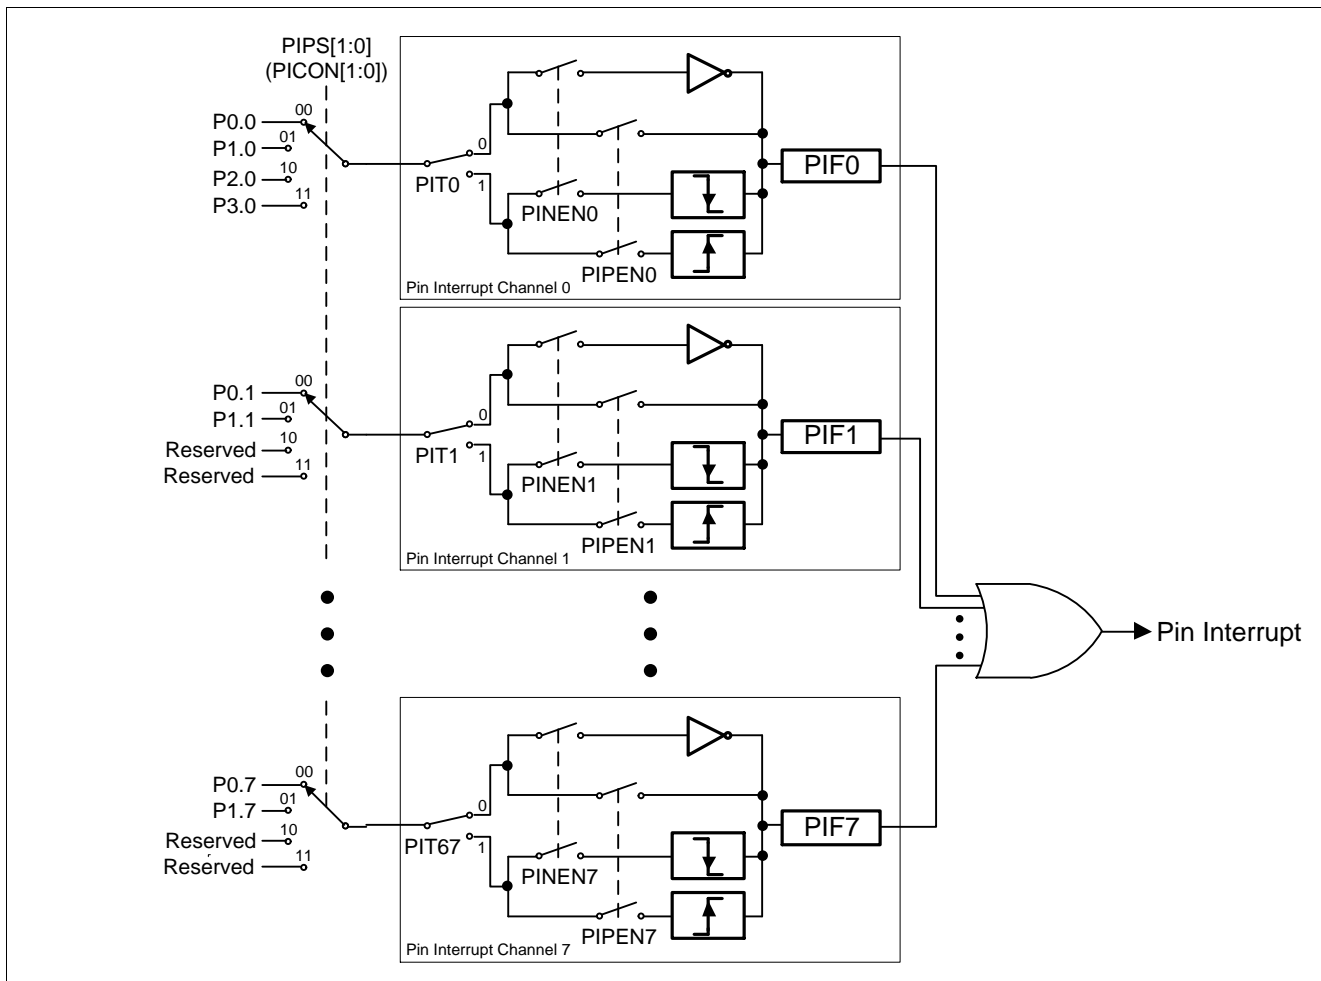 PIPS[1:0]
(PICON[1:0])
P0.0
00
P1.0
01
P2.0
10
P3.0
11
PIT0
0
1
PINEN0
PIPEN0
PIF0
Pin Interrupt Channel 0
P0.1
00
P1.1
01
Reserved
10
Reserved
11
PIT1
0
1
PINEN1
PIPEN1
PIF1
Pin Interrupt Channel 1
Pin Interrupt
P0.7
00
P1.7
01
Reserved
10
Reserved
11
PIT67
0
1
PINEN7
PIPEN7
PIF7
Pin Interrupt Channel 7